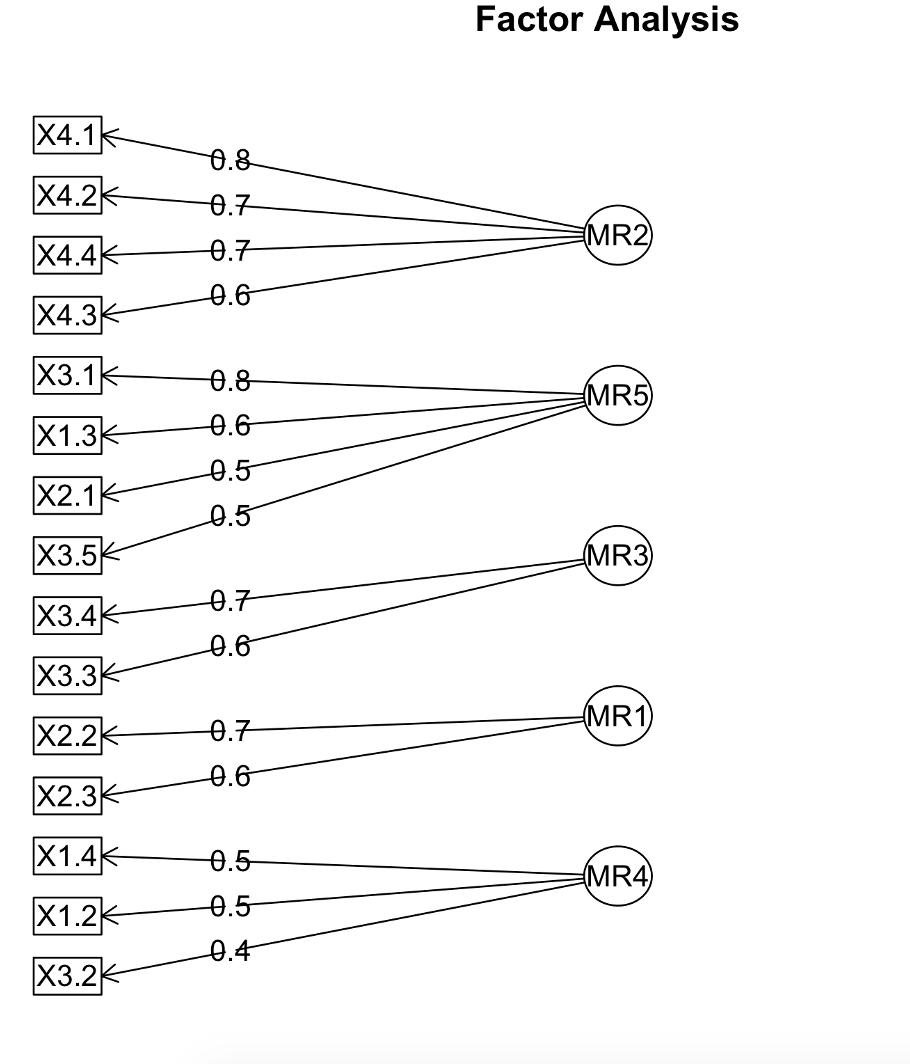 Factor Analysis
X4.1
0.8
X4.2
0.7
MR2
X4.4
0.7
X4.3
0.6
X3.1
0.8
MR5
X1.3
0.6
X2.1
0.5
X3.5
0.5
MR3
X3.4
0.7
X3.3
0.6
X2.2
0.7
MR1
X2.3
0.6
X1.4
0.5
MR4
X1.2
0.5
X3.2
0.4